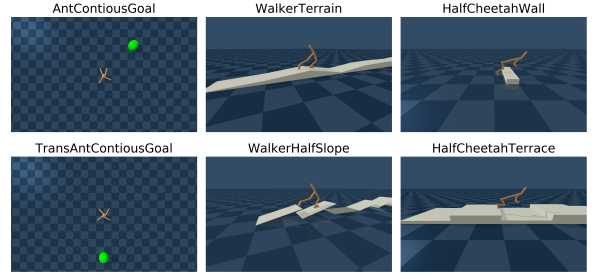 AntContiousGoal
WalkerTerrain
HalfCheetahWall
TransAntContiousGoal
WalkerHalfSlope
HalfCheetahTerrace